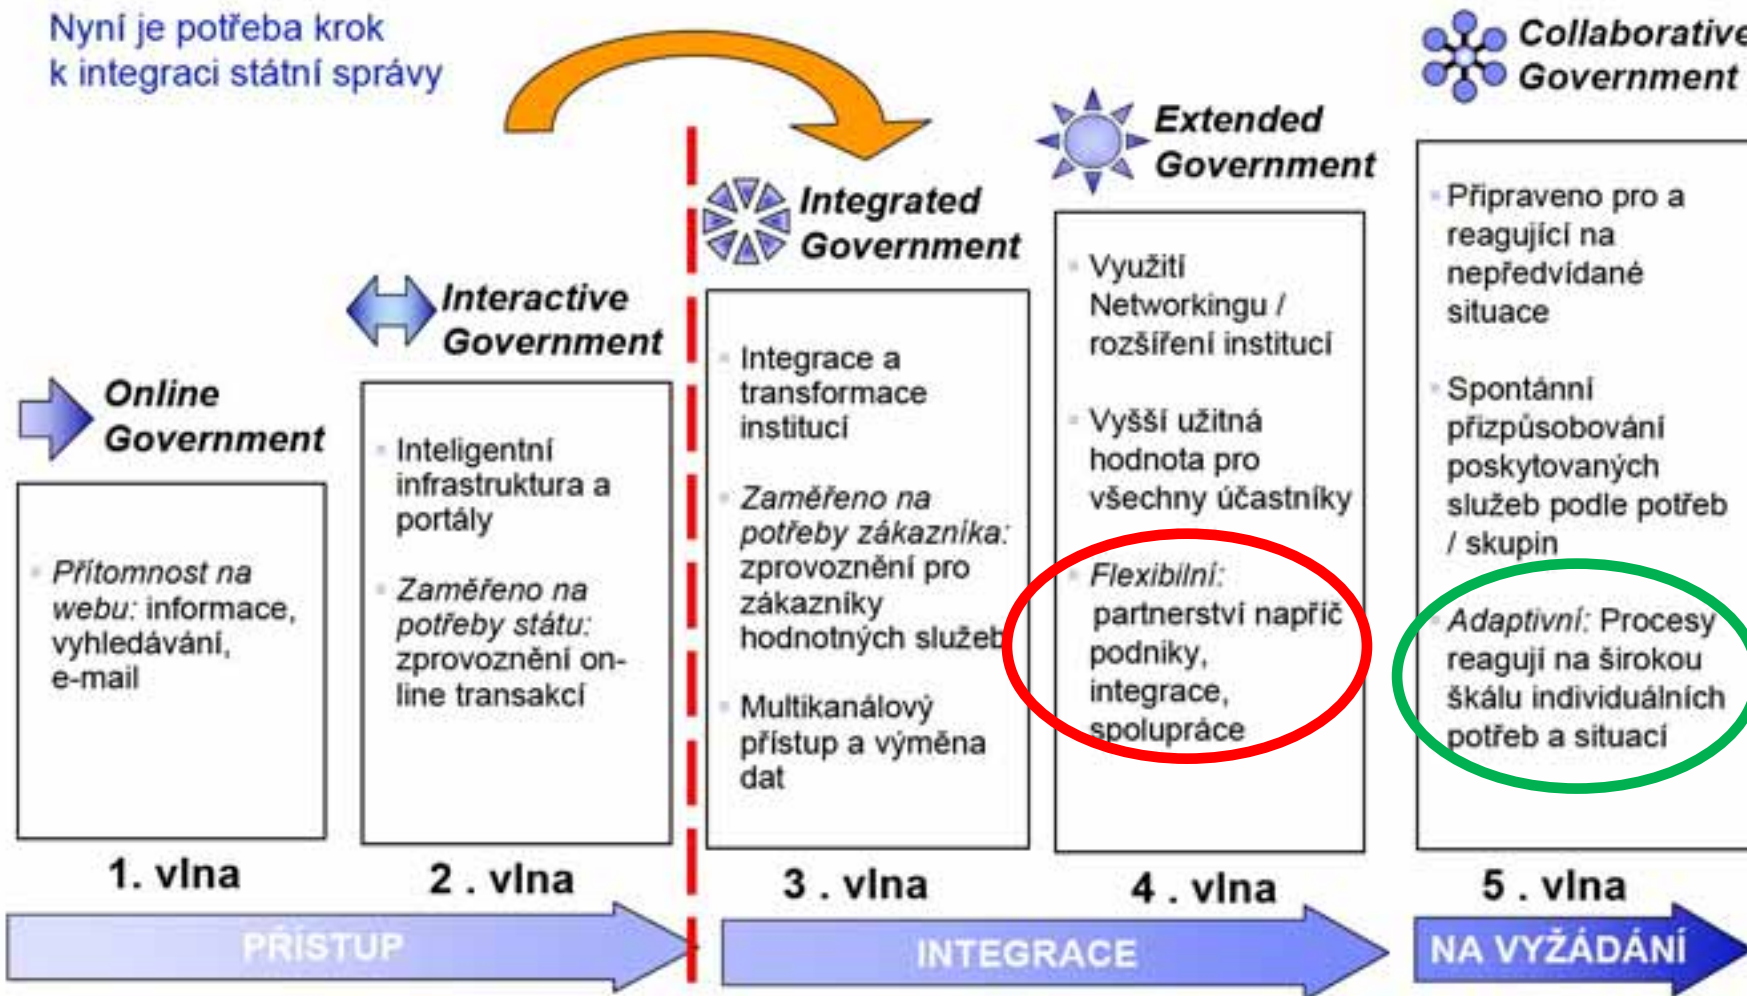 Nyní je potřeba krok
k integraci státní správy
Online
Government
Přítomnost na
webu: informace,
vyhledávání,
e-mail
1. vlna
Interactive
Government
Inteligentní
infrastruktura a
portály
Zaměřeno na
potřeby státu:
zprovoznění on-
line transakcí
2 . vlna
PŘÍSTUP
Integrated
Government
Integrace a
transformace
institucí
Zaměřeno na
potřeby zákazníka:
zprovoznění pro
zákazníky
hodnotných služeb
Multikanálový
přístup a výměna
dat
3 . vlna
Extended
Government
Využití
Networkingu /
rozšíření institucí
Vyšší užitná
hodnota pro
všechny účastníky
Flexibilní:
partnerství napříč
podniky,
integrace,
spolupráce
4 . vlna
INTEGRACE
Collaborative
Government
Připraveno pro a
reagující na
nepředvídané
situace
Spontánní
přizpůsobování
poskytovaných
služeb podle potřeb
/ skupin
Adaptivní: Procesy
reagují na širokou
škálu individuálních
potřeb a situací
5 . vlna
NA VYŽÁDÁNÍ